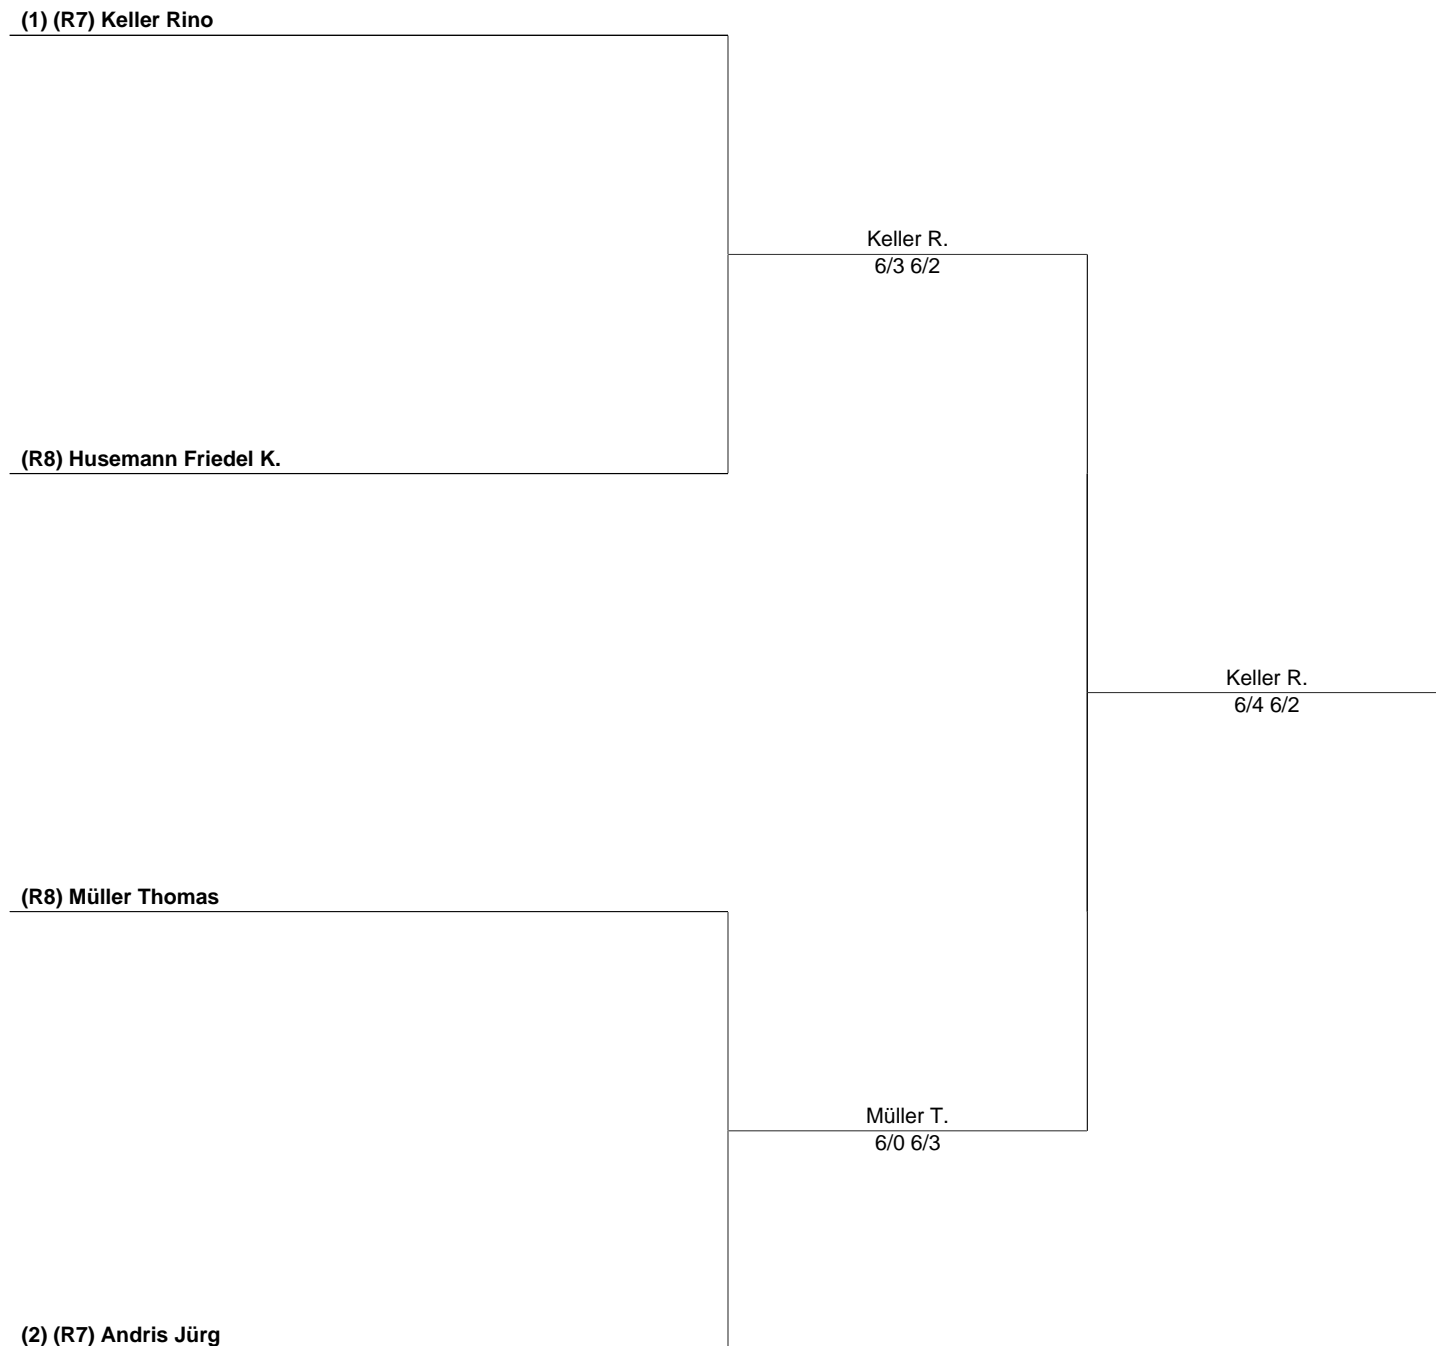 (1) (R7) Keller Rino
Keller R.
6/3 6/2
(R8) Husemann Friedel K.
Keller R.
6/4 6/2
(R8) Müller Thomas
Müller T.
6/0 6/3
(2) (R7) Andris Jürg